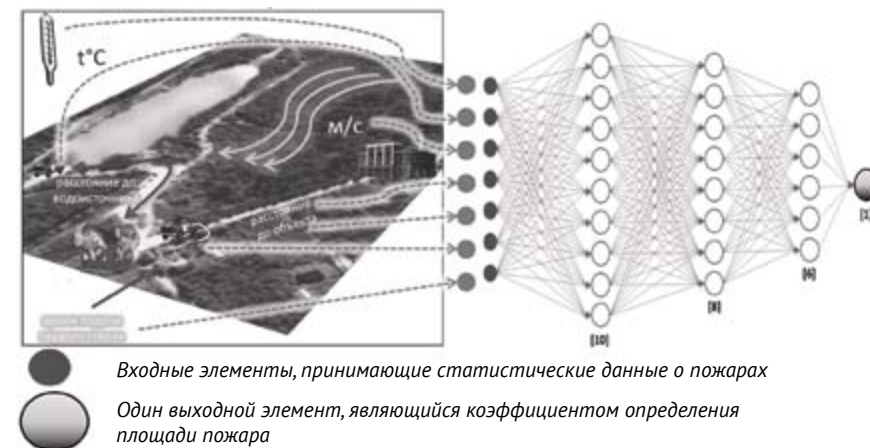 t°C
м/с
расстояние до
водоисточника
расстояние
до объекта
[10]
[8]
[6]
[1]
Входные элементы, принимающие статистические данные о пожарах
Один выходной элемент, являющийся коэффициентом определения
площади пожара